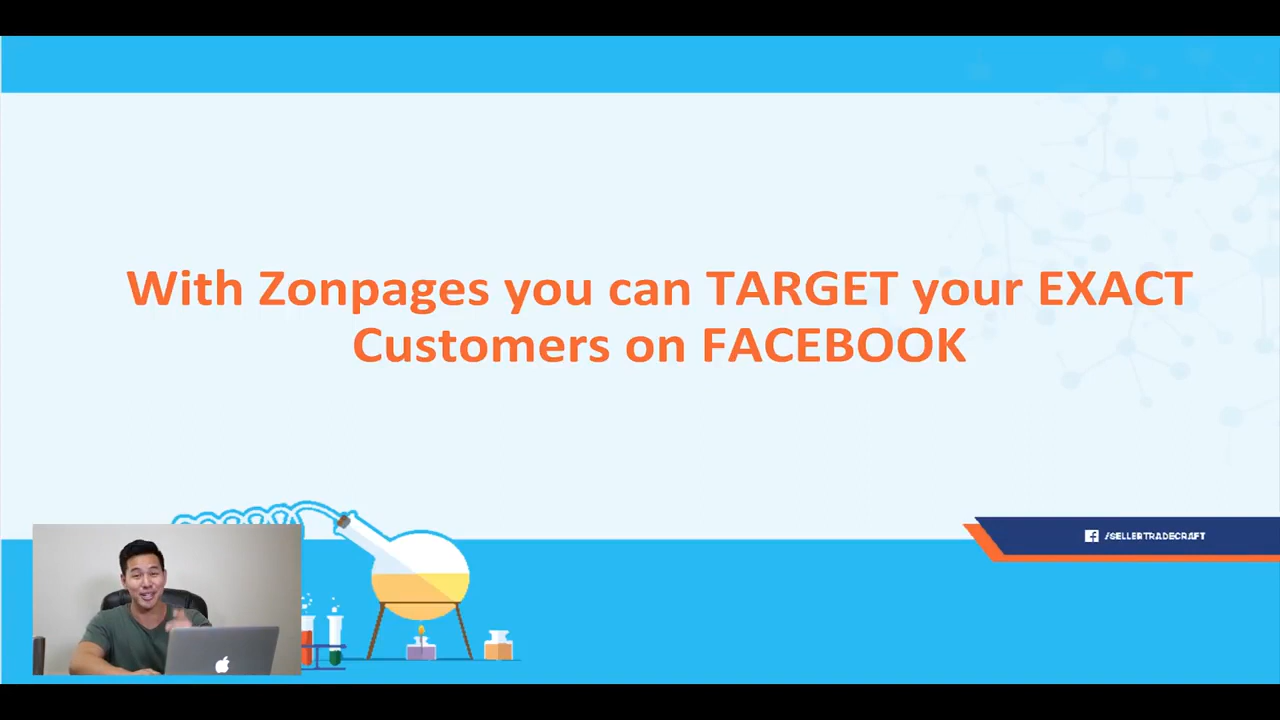 With Zonpages you can TARGET your EXACT
Customers on FACEBOOK
/SELLERTRADECRAFT